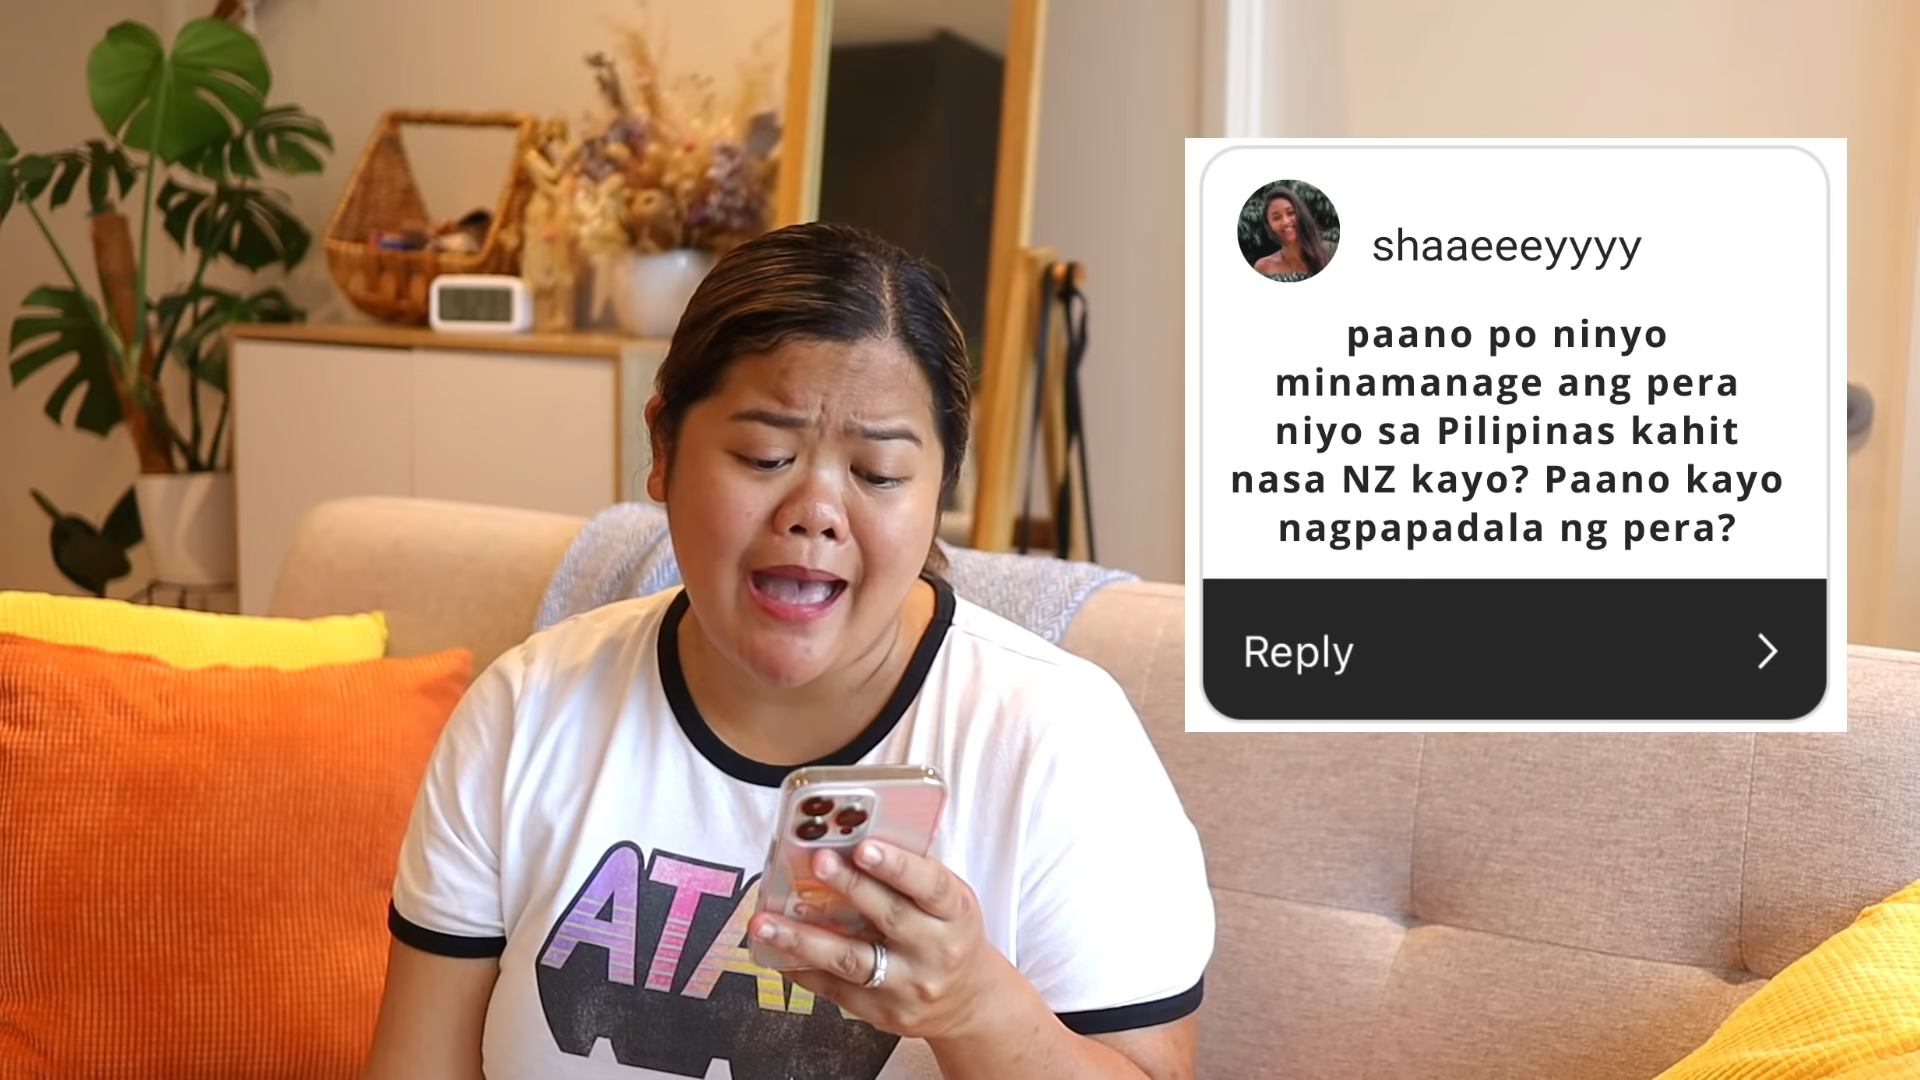 shaaeeeyyyy
paano po ninyo
minamanage ang pera
niyo sa Pilipinas kahit
nasa NZ kayo? Paano kayo
nagpapadala ng pera?
Reply